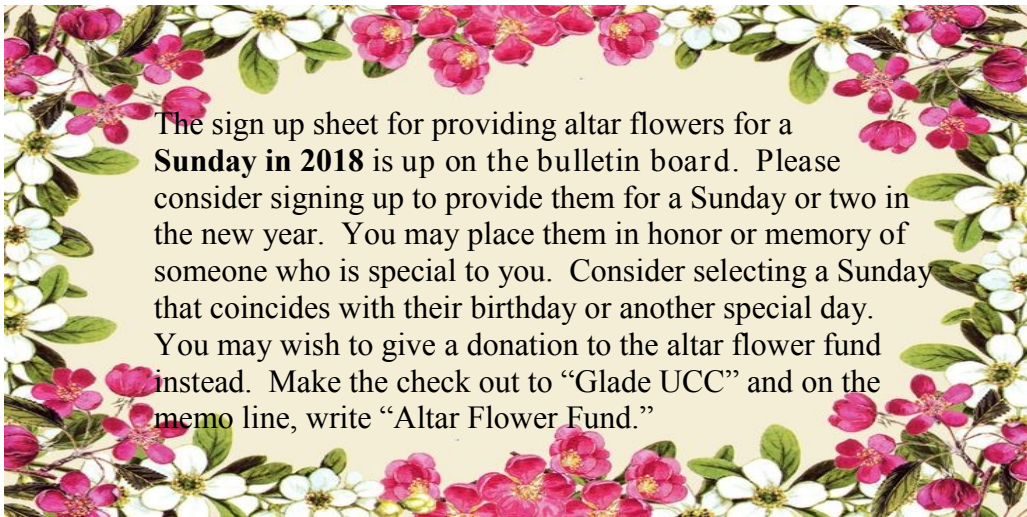 The sign up sheet for providing altar flowers for a
Sunday in 2018 is up on the bulletin board.  Please
consider signing up to provide them for a Sunday or two in
the new year.  You may place them in honor or memory of
someone who is special to you.  Consider selecting a Sunday
that coincides with their birthday or another special day.
You may wish to give a donation to the altar flower fund
instead.  Make the check out to “Glade UCC” and on the
memo line, write “Altar Flower Fund.”